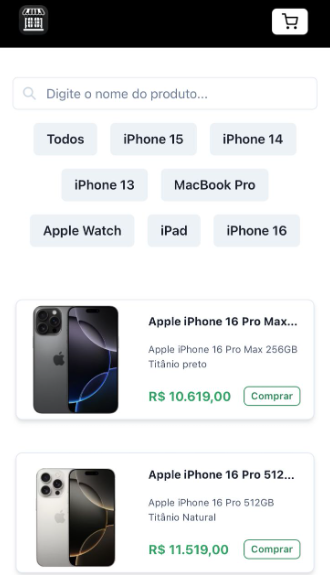 Digite o nome do produto...
Todos
iPhone 15
iPhone 14
iPhone 13
MacBook Pro
Apple Watch
iPad
iPhone 16
Apple iPhone 16 Pro Max...
Apple iPhone 16 Pro Max 256GB
Titânio preto
R$ 10.619,00
Comprar
Apple iPhone 16 Pro 512...
Apple iPhone 16 Pro 512GB
Titânio Natural
R$ 11.519,00
Comprar